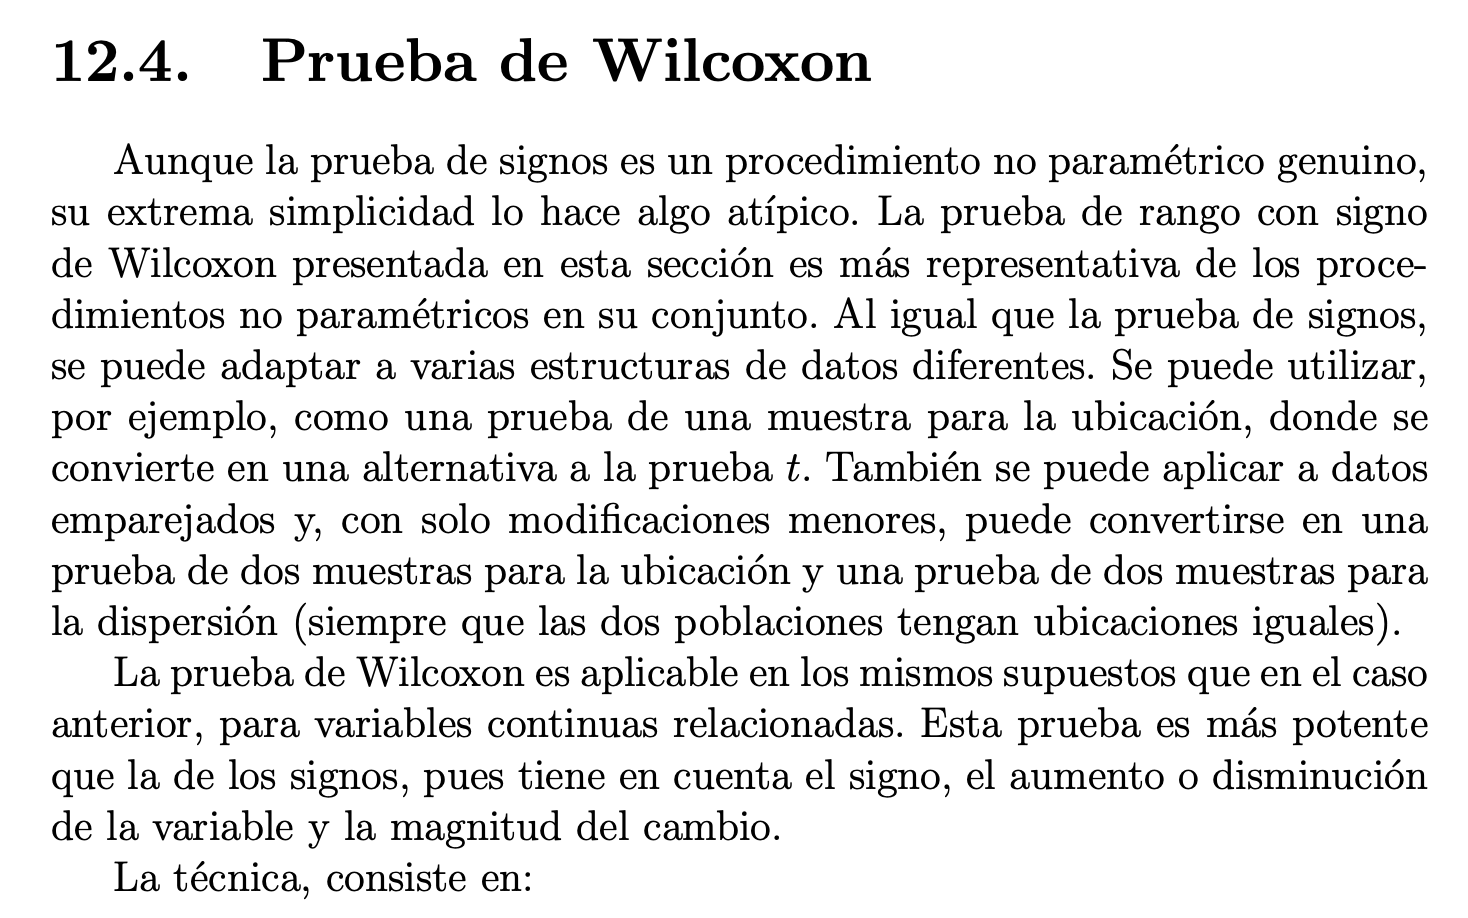 12.4. Prueba de Wilcoxon
Aunque la prueba de signos es un procedimiento no paramétrico genuino,
su extrema simplicidad lo hace algo atípico. La prueba de rango con signo
de Wilcoxon presentada en esta sección es más representativa de los proce-
dimientos no paramétricos en su conjunto. Al igual que la prueba de signos,
se puede adaptar a varias estructuras de datos diferentes. Se puede utilizar,
por ejemplo, como una prueba de una muestra para la ubicación, donde se
convierte en una alternativa a la prueba t. También se puede aplicar a datos
emparejados y, con solo modificaciones menores, puede convertirse en una
prueba de dos muestras para la ubicación y una prueba de dos muestras para
la dispersión (siempre que las dos poblaciones tengan ubicaciones iguales).
La prueba de Wilcoxon es aplicable en los mismos supuestos que en el caso
anterior, para variables continuas relacionadas. Esta prueba es más potente
que la de los signos, pues tiene en cuenta el signo, el aumento o disminución
de la variable y la magnitud del cambio.
La técnica, consiste en: